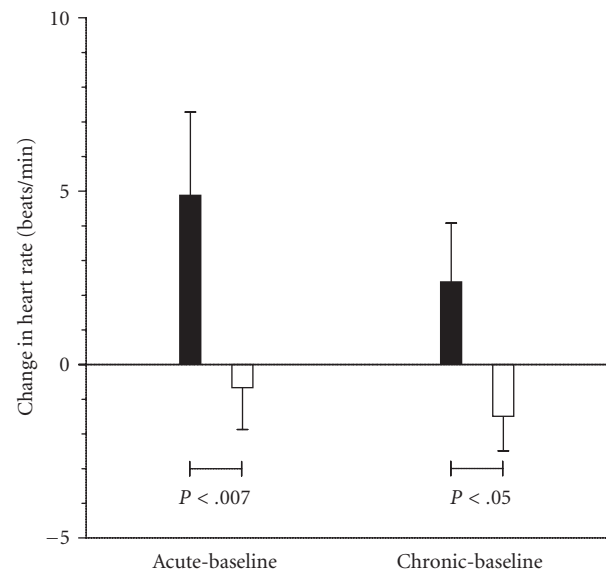 10
5
0
−5
Change in heart rate (beats/min)
P < .007
P < .05
Acute-baseline
Chronic-baseline